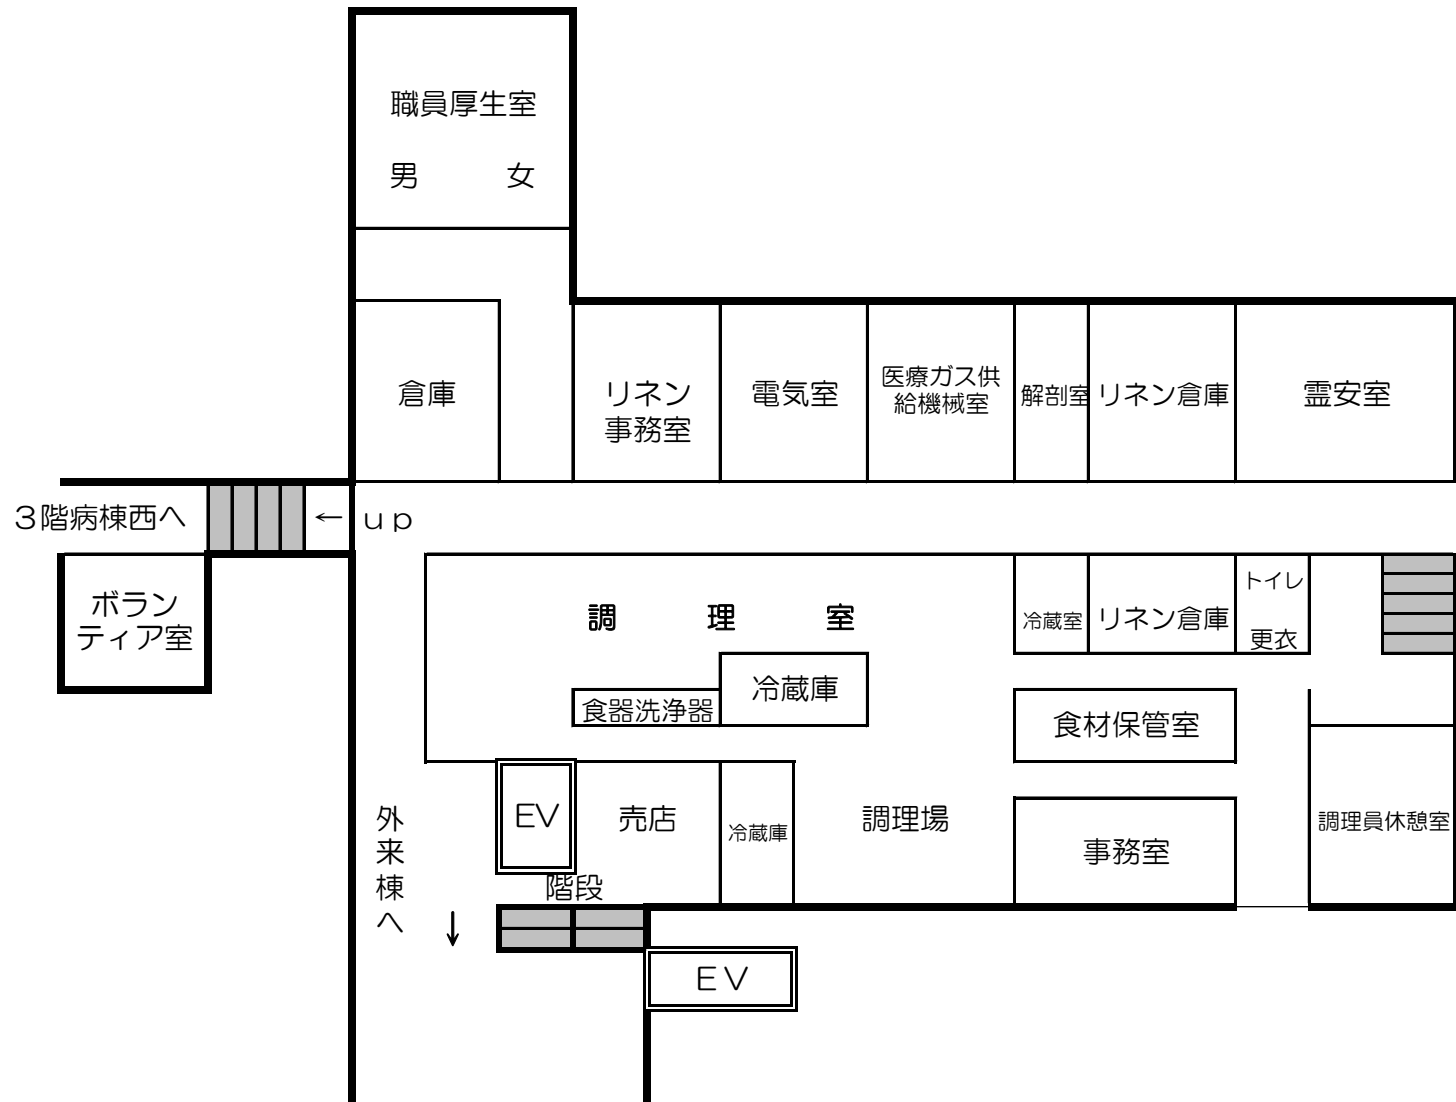 職員厚生室
男　女
倉庫
リネン
事務室
電気室
医療ガス供
給機械室
解剖室
リネン倉庫
霊安室
３階病棟西へ
← ｕｐ
ボラン
ティア室
調　理　室
冷蔵室
リネン倉庫
トイレ
更衣
冷蔵庫
食器洗浄器
食材保管室
外来棟へ
↓
EV
売店
冷蔵庫
調理場
事務室
調理員休憩室
階段
ＥＶ